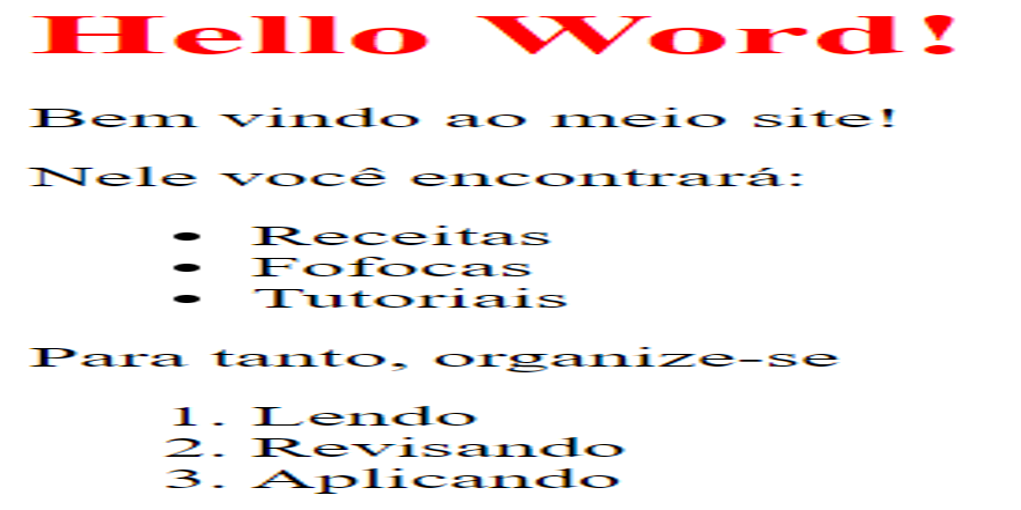 Hello Word!
Bem vindo ao meio site!
Nele você encontrará:
• Receitas
• Fofocas
• Tutoriais
Para tanto, organize-se
1. Lendo
2. Revisando
3. Aplicando